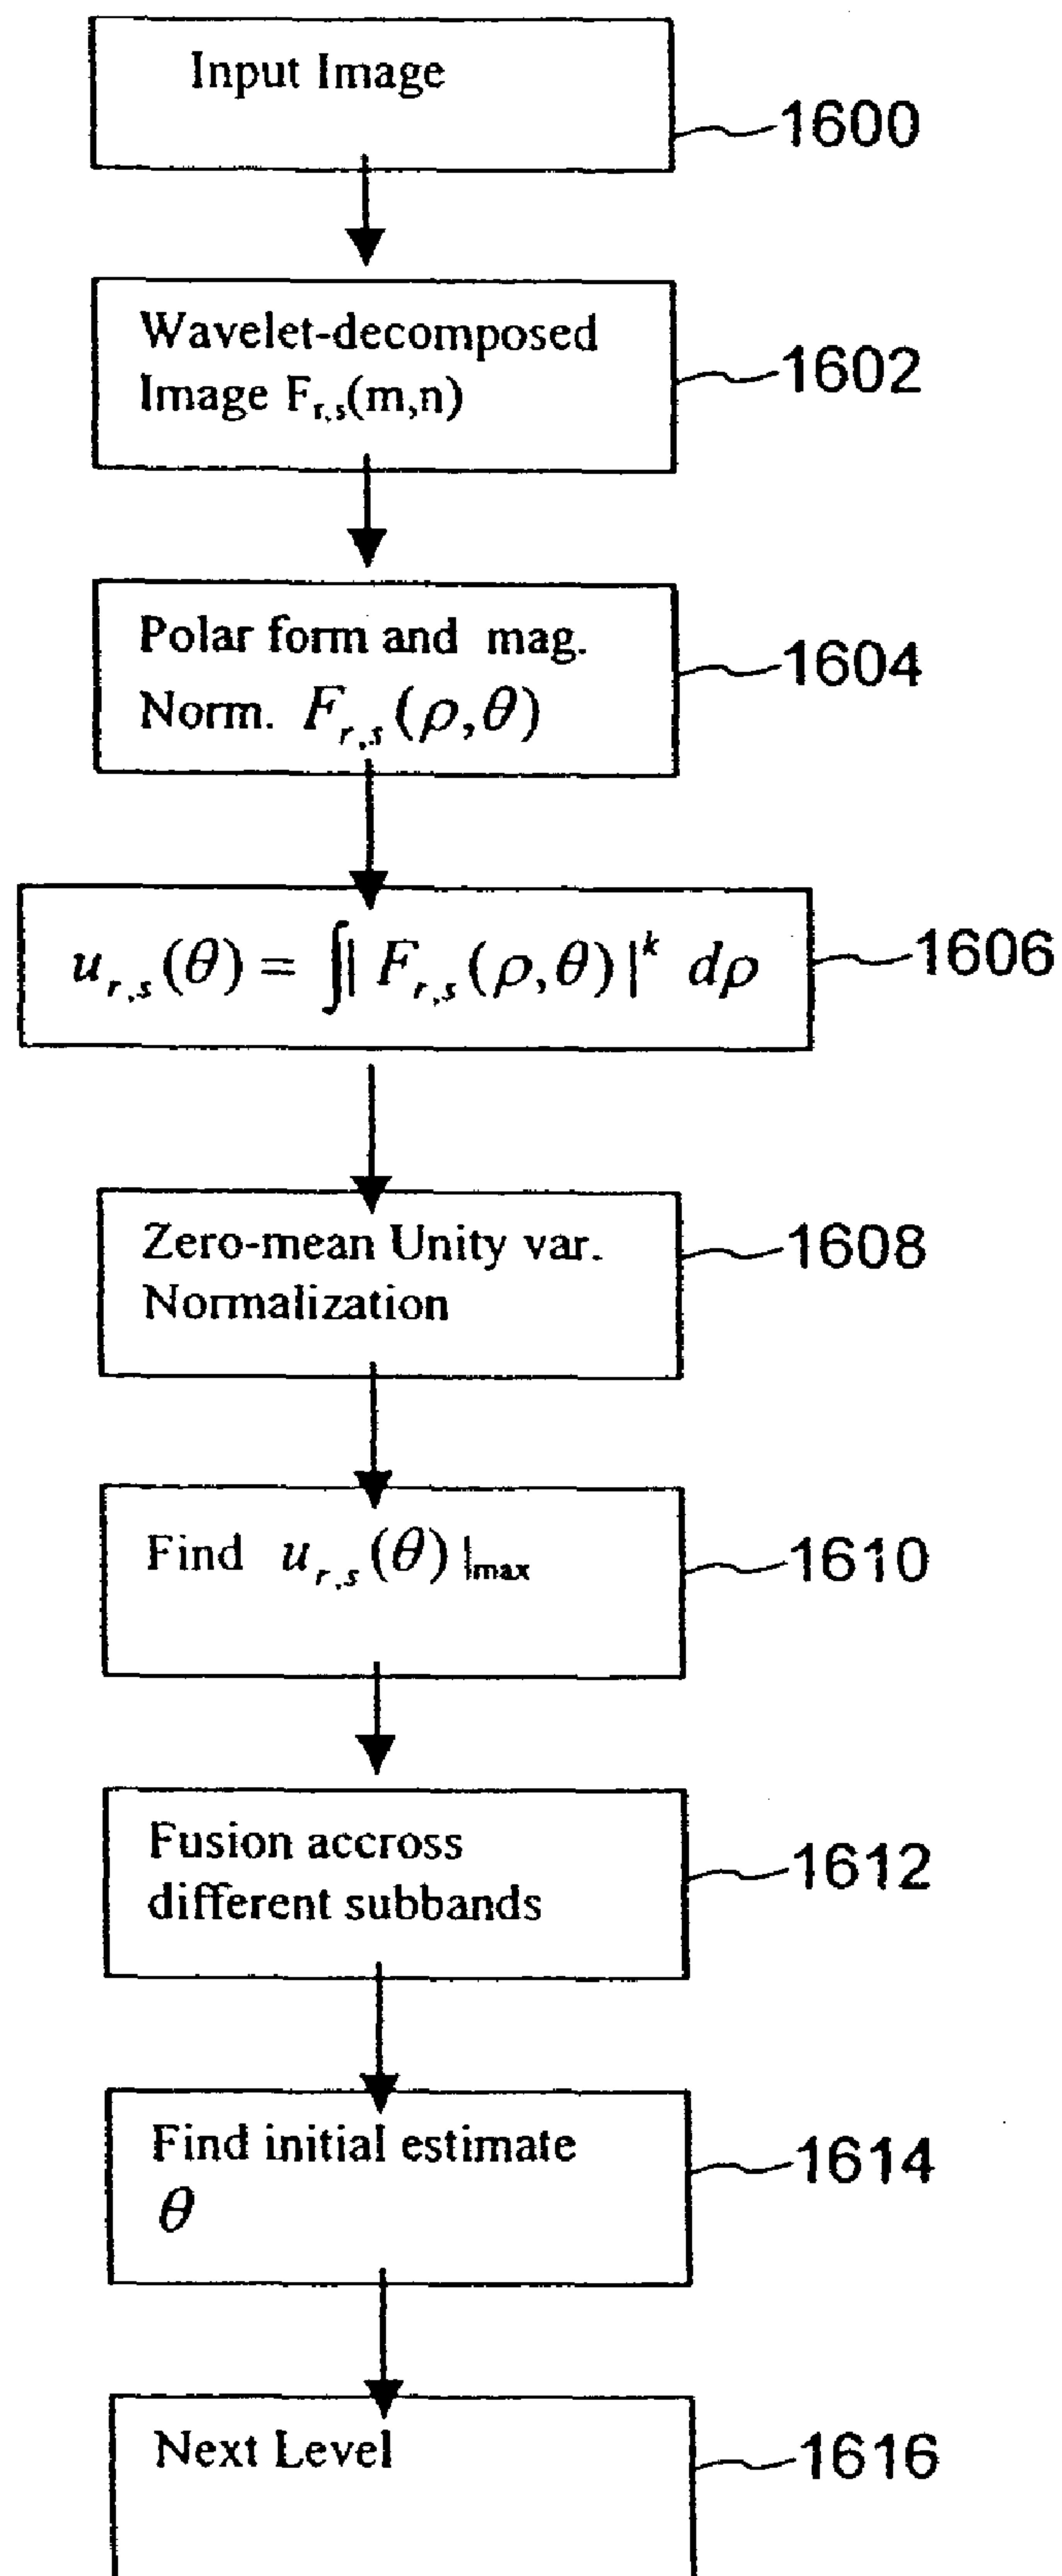 Input Image
1600
Wavelet-decomposed
Image F_{r,s}(m,n)
1602
Polar form and mag.
Norm. F_{r,s}(ρ,θ)
1604
u_{r,s}(θ) = ∫| F_{r,s}(ρ,θ)|^k dρ
1606
Zero-mean Unity var.
Normalization
1608
Find u_{r,s}(θ)|_{max}
1610
Fusion accross
different subbands
1612
Find initial estimate
θ
1614
Next Level
1616